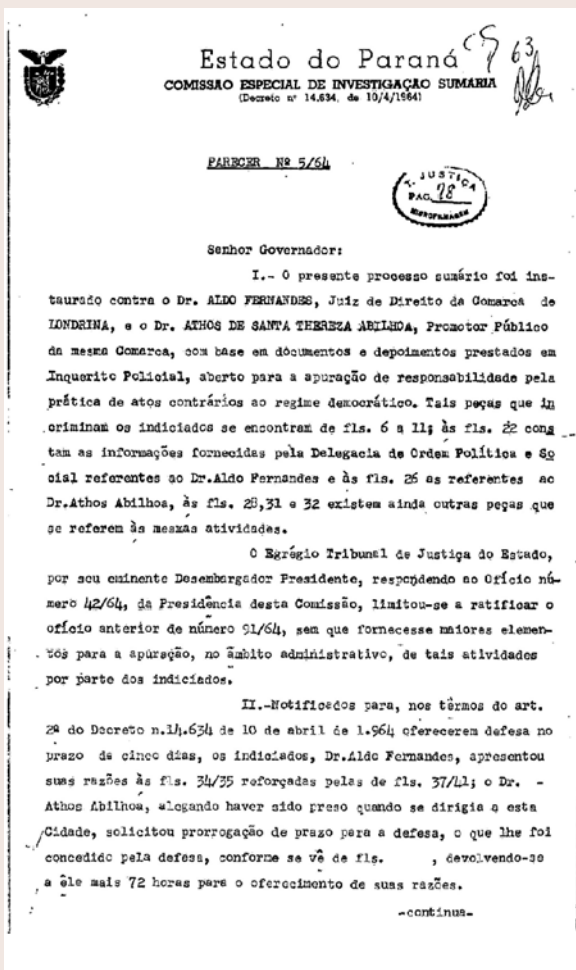 Estado do Paraná
63
COMISSÃO ESPECIAL DE INVESTIGAÇÃO SUMÁRIA
(Decreto nº 14.634, de 10/4/1964)
PARECER Nº 5/64
T. JUSTIÇA
PAG. 28
MICROFILMAGEM
Senhor Governador:
I.- O presente processo sumário foi ins-
taurado contra o Dr. ALDO FERNANDES, Juiz de Direito da Comarca de
LONDRINA, e o Dr. ATHOS DE SANTA THEREZA ABILHOA, Promotor Público
da mesma Comarca, com base em documentos e depoimentos prestados em
Inquerito Policial, aberto para a apuração de responsabilidade pela
prática de atos contrários ao regime democrático. Tais peças que in
criminam os indiciados se encontram de fls. 6 a 11; às fls. 22 cons
tam as informações fornecidas pela Delegacia de Ordem Política e So
cial referentes ao Dr.Aldo Fernandes e às fls. 26 as referentes ao
Dr.Athos Abilhoa, às fls. 28,31 e 32 existem ainda outras peças que
se referem às mesmas atividades.
O Egrégio Tribunal de Justiça do Estado,
por seu eminente Desembargador Presidente, respondendo ao Ofício nú-
mero 42/64, da Presidência desta Comissão, limitou-se a ratificar o
ofício anterior de número 91/64, sem que fornecesse maiores elemen-
tos para a apuração, no âmbito administrativo, de tais atividades
por parte dos indiciados.
II.-Notificados para, nos têrmos do art.
2º do Decreto n.14.634 de 10 de abril de 1.964 oferecerem defesa no
prazo de cinco dias, os indiciados, Dr.Aldo Fernandes, apresentou
suas razões às fls. 34/35 reforçadas pelas de fls. 37/41; o Dr. -
Athos Abilhoa, alegando haver sido preso quando se dirigia a esta
Cidade, solicitou prorrogação de prazo para a defesa, o que lhe foi
concedido pela defesa, conforme se vê de fls. , devolvendo-se
a êle mais 72 horas para o oferecimento de suas razões.
-continua-